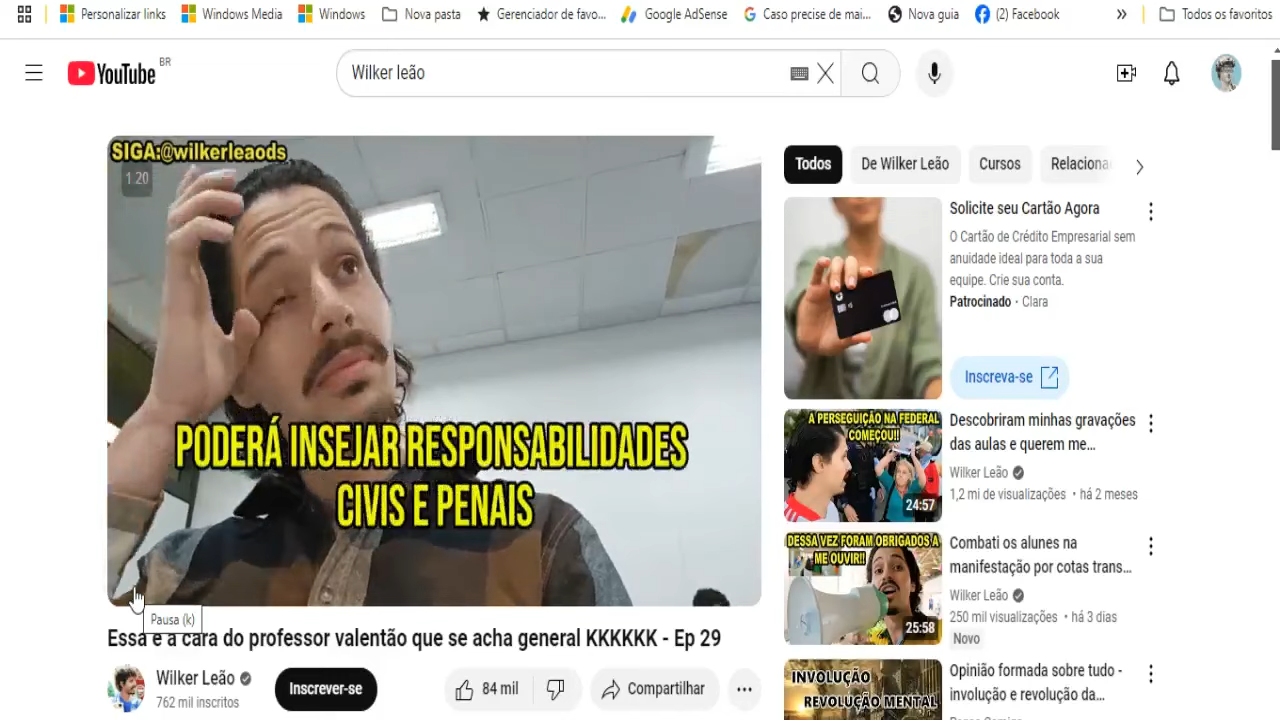 Personalizar links
Windows Media
Windows
Nova pasta
Gerenciador de favo...
Google AdSense
Caso precise de mai...
Nova guia
(2) Facebook
Todos os favoritos
YouTube BR
Wilker leão
SIGA:@wilkerleaods
1 20
PODERÁ INSEJAR RESPONSABILIDADES
CIVIS E PENAIS
Pausa (k)
Essa é a cara do professor valentão que se acha general KKKKKK - Ep 29
Wilker Leão
762 mil inscritos
Inscrever-se
84 mil
Compartilhar
Todos
De Wilker Leão
Cursos
Relaciona
Solicite seu Cartão Agora
O Cartão de Crédito Empresarial sem
anuidade ideal para toda a sua
equipe. Crie sua conta.
Patrocinado · Clara
Inscreva-se
A PERSEGUIÇÃO NA FEDERAL
COMEÇOU!!
24:57
Descobriram minhas gravações
das aulas e querem me...
Wilker Leão
1,2 mi de visualizações • há 2 meses
DESSA VEZ FORAM OBRIGADOS A
ME OUVIR!!
25:58
Combati os alunes na
manifestação por cotas trans...
Wilker Leão
250 mil visualizações • há 3 dias
Novo
INVOLUÇÃO
REVOLUÇÃO MENTAL
Opinião formada sobre tudo -
involução e revolução da...